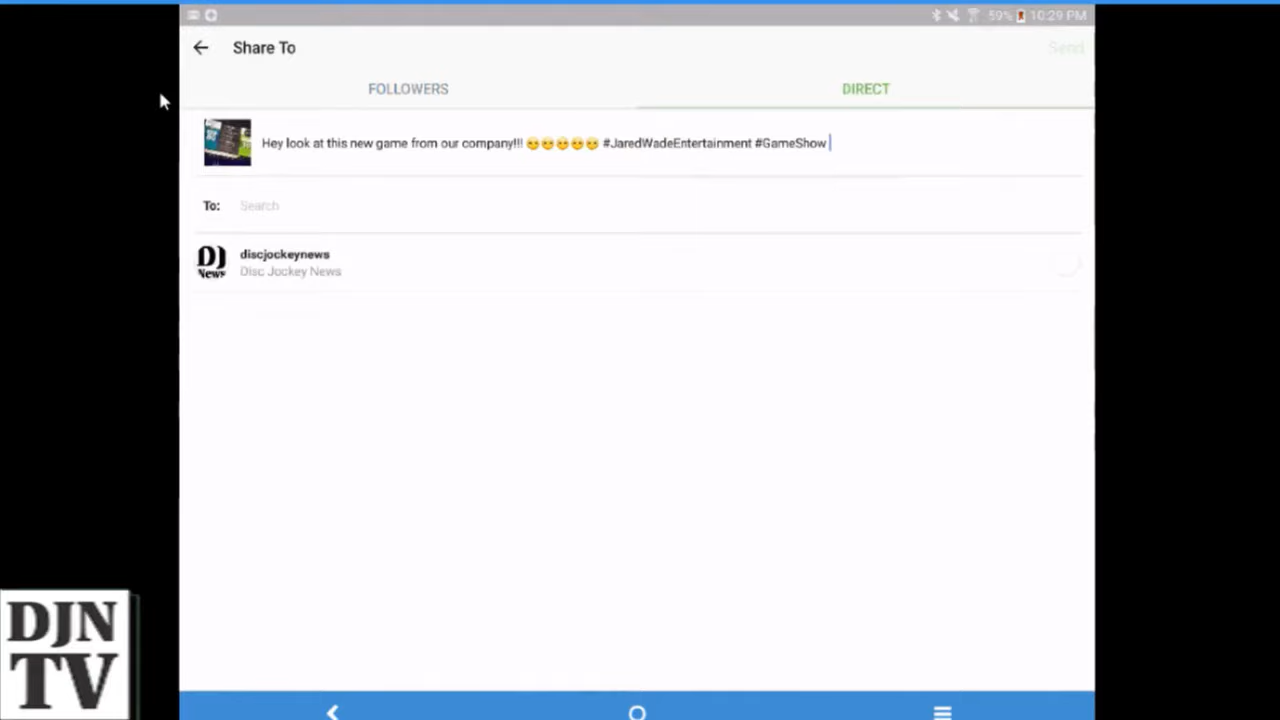 59% 10:29 PM
Share To
Send
FOLLOWERS
DIRECT
Hey look at this new game from our company!!! 😊😊😊😊😊 #JaredWadeEntertainment #GameShow
To: Search
DJ News
discjockeynews
Disc Jockey News
DJN
TV